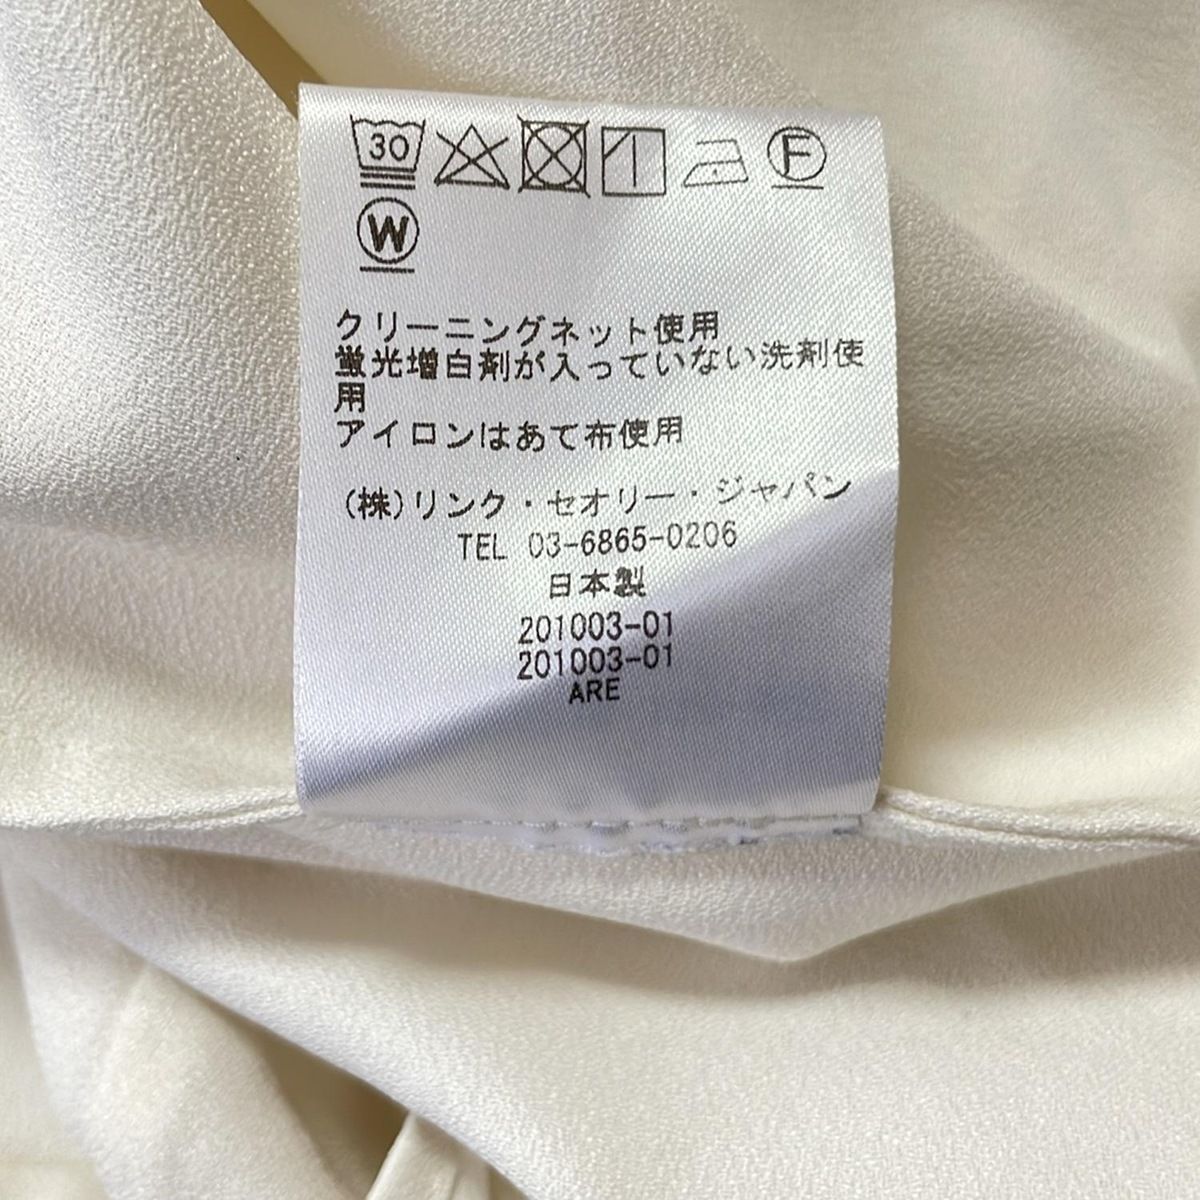 30
F
W
クリーニングネット使用
蛍光増白剤が入っていない洗剤使
用
アイロンはあて布使用
(株)リンク・セオリー・ジャパン
TEL 03-6865-0206
日本製
201003-01
201003-01
ARE